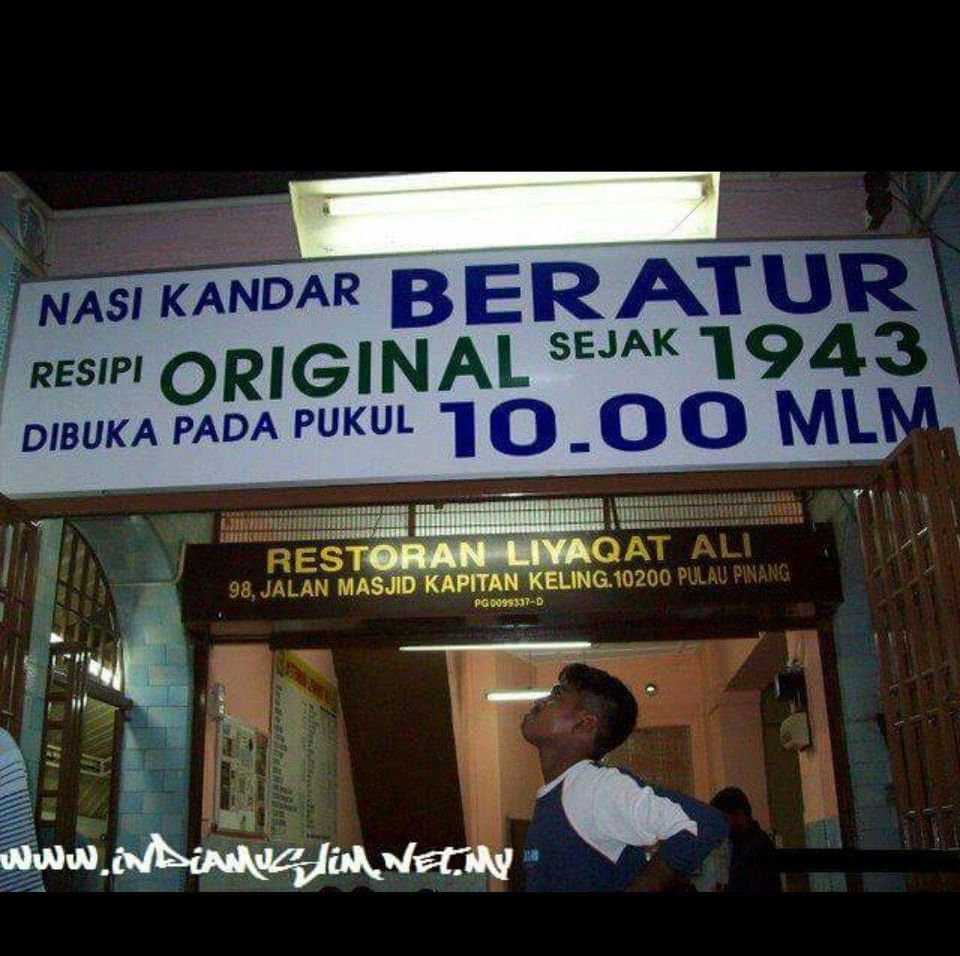 NASI KANDAR BERATUR
RESIPI ORIGINAL SEJAK 1943
DIBUKA PADA PUKUL 10.00 MLM
RESTORAN LIYAQAT ALI
98, JALAN MASJID KAPITAN KELING.10200 PULAU PINANG
PG0099337-D
www.indiamuslim.net.my